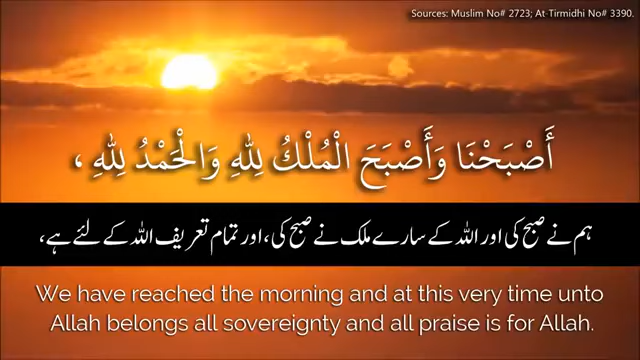 Sources: Muslim No# 2723; At-Tirmidhi No# 3390.
أَصْبَحْنَا وَأَصْبَحَ الْمُلْكُ لِلّٰهِ وَالْحَمْدُ لِلّٰهِ ،
ہم نے صبح کی اور اللہ کے سارے ملک نے صبح کی، اور تمام تعریف اللہ کے لئے ہے،
We have reached the morning and at this very time unto
Allah belongs all sovereignty and all praise is for Allah.